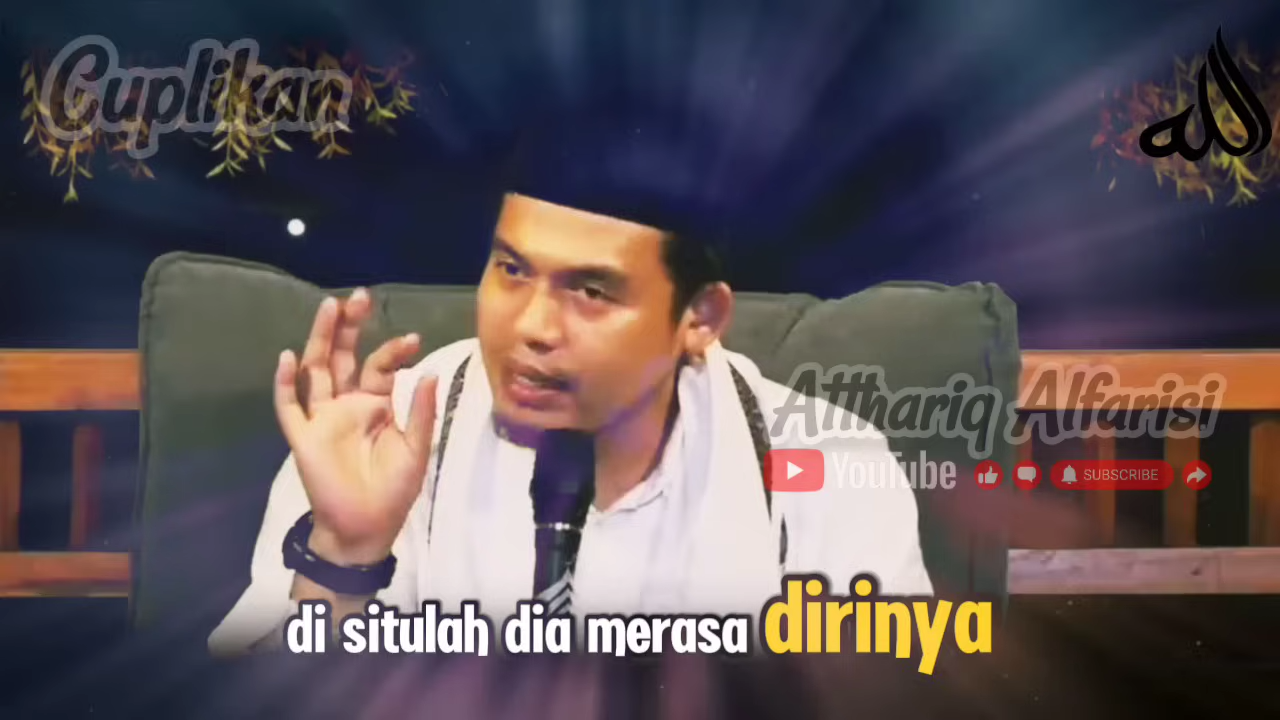 Cuplikan
الله
Atthariq Alfarisi
YouTube
SUBSCRIBE
di situlah dia merasa dirinya